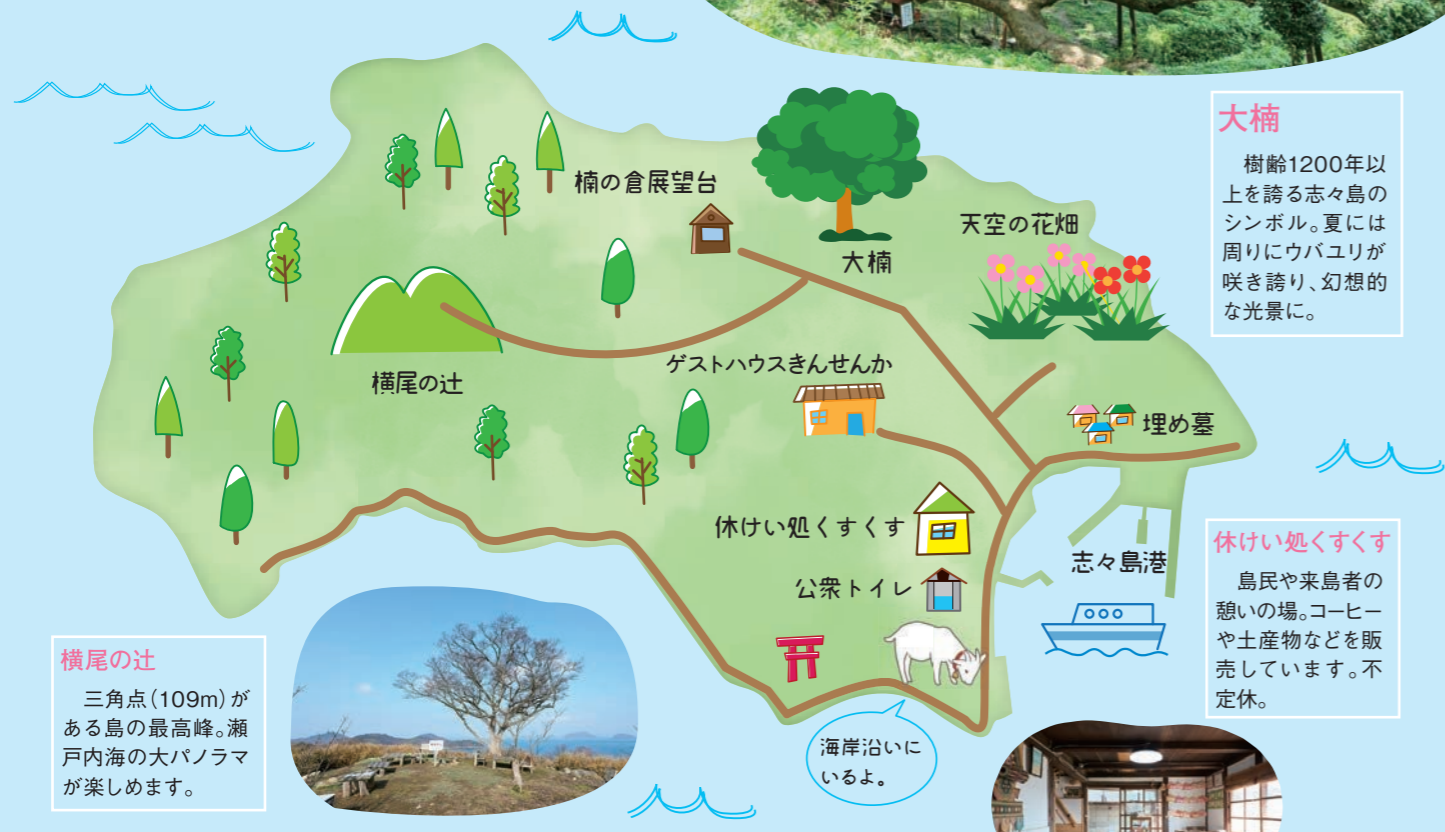 楠の倉展望台
大楠
天空の花畑
横尾の辻
ゲストハウスきんせんか
埋め墓
休けい処くすくす
公衆トイレ
志々島港
海岸沿いに
いるよ。
大楠
樹齢1200年以
上を誇る志々島の
シンボル。夏には
周りにウバユリが
咲き誇り、幻想的
な光景に。
休けい処くすくす
島民や来島者の
憩いの場。コーヒー
や土産物などを販
売しています。不
定休。
横尾の辻
三角点(109m)が
ある島の最高峰。瀬
戸内海の大パノラマ
が楽しめます。